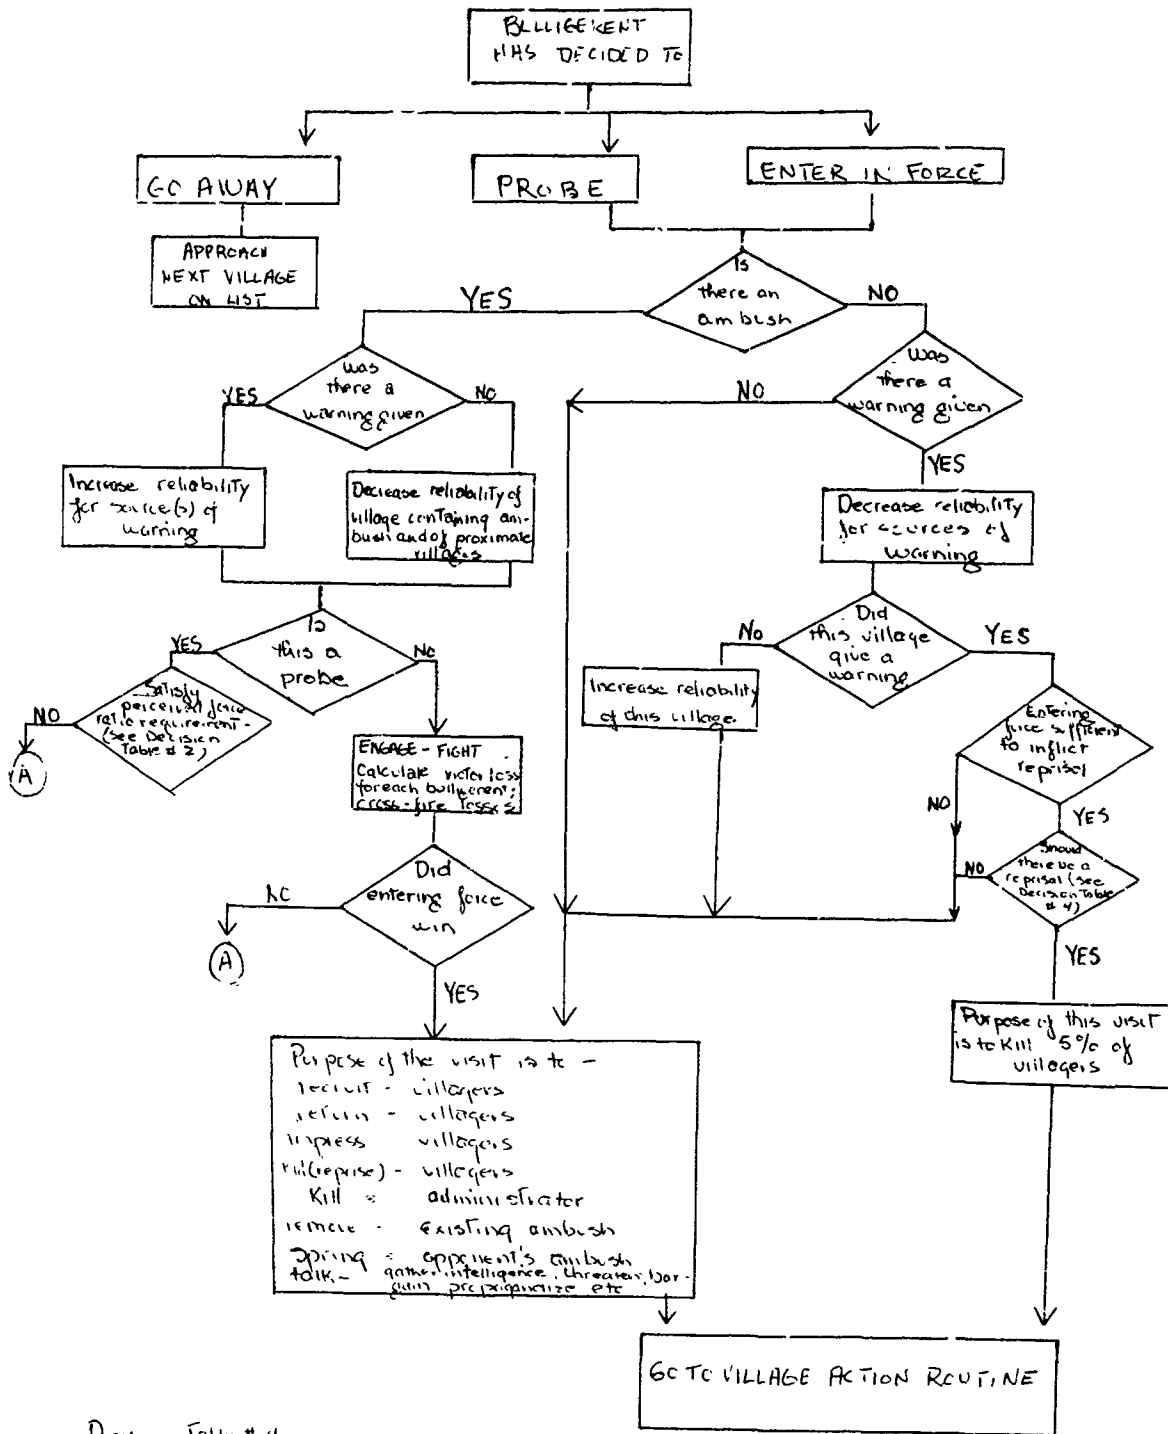 BELLIGERENT
HAS DECIDED TO
GO AWAY
PROBE
ENTER IN FORCE
APPROACH
NEXT VILLAGE
ON LIST
Is
there an
ambush
YES
NO
Was
there a
warning given
YES
NO
Was
there a
warning given
NO
YES
Increase reliability
for source(s) of
warning
Decrease reliability of
village containing am-
bush and of proximate
villages
Decrease reliability
for sources of
warning
Is
this a
probe
YES
NO
Did
this village
give a
warning
No
YES
Satisfy
perceived force
ratio requirement-
(see Decision
Table # 2)
NO
A
Increase reliability
of this village
Entering
force sufficient
to inflict
reprisal
NO
YES
ENGAGE - FIGHT
Calculate
for each
cross-fire losses
Should
there be a
reprisal (see
Decision Table
# 4)
NO
YES
Did
entering force
win
NO
A
YES
Purpose of this visit
is to kill 5% of
villagers
Purpose of the visit is to -
recruit - villagers
return - villagers
impress villagers
kill (reprise) - villagers
Kill = administrator
remove - existing ambush
Spring = opponent's ambush
talk - gather intelligence, threaten, bar-
gain, propagandize etc
GO TO VILLAGE ACTION ROUTINE
Table # 4